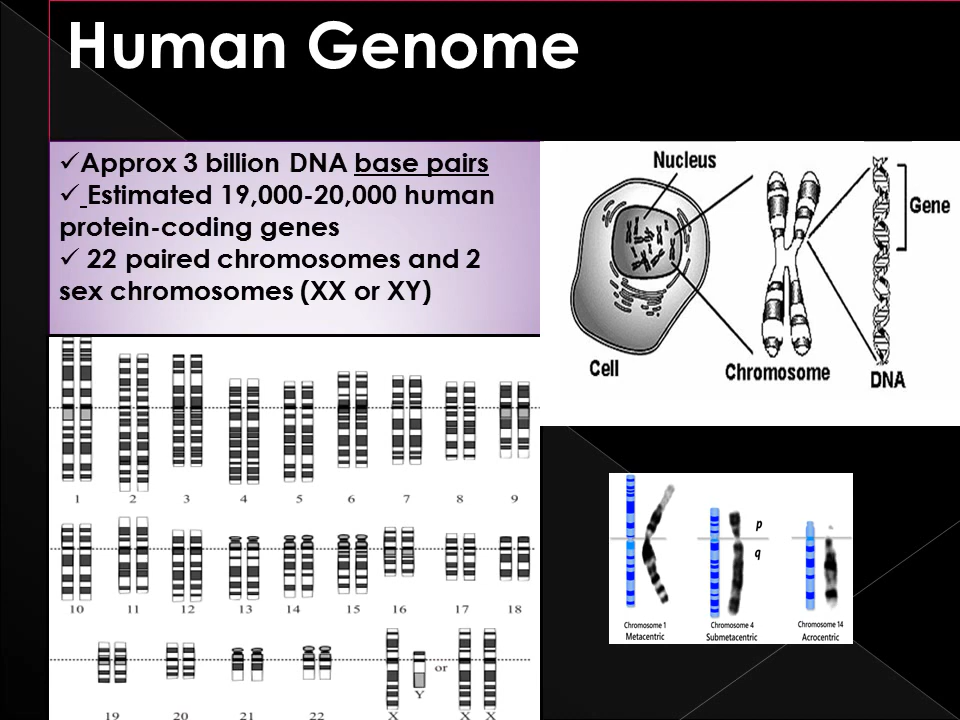 Human Genome
✓Approx 3 billion DNA base pairs
✓ Estimated 19,000-20,000 human
protein-coding genes
✓ 22 paired chromosomes and 2
sex chromosomes (XX or XY)
Nucleus
Gene
Cell
Chromosome
DNA
1 2 3 4 5 6 7 8 9
10 11 12 13 14 15 16 17 18
or
Y
19 20 21 22 X X X
p
q
Chromosome 1 Chromosome 4 Chromosome 14
Metacentric Submetacentric Acrocentric